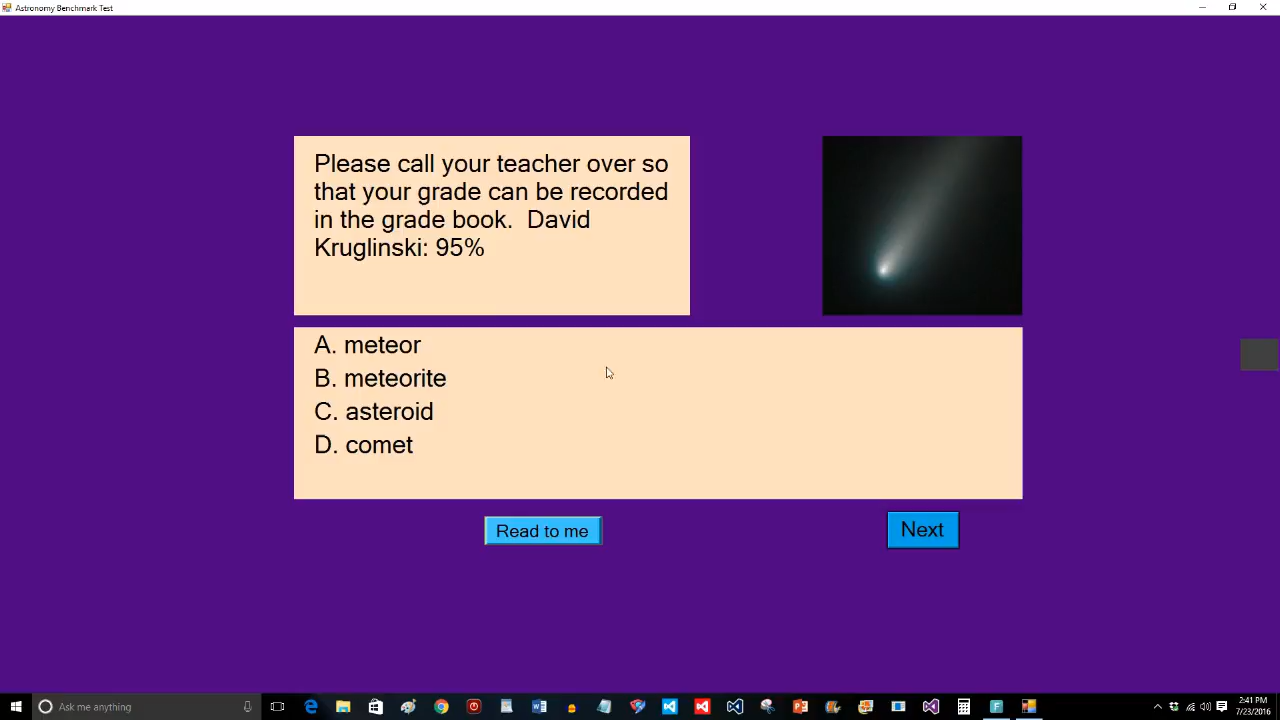 Astronomy Benchmark Test
Please call your teacher over so
that your grade can be recorded
in the grade book.  David
Kruglinski: 95%
A. meteor
B. meteorite
C. asteroid
D. comet
Read to me
Next
Ask me anything
2:41 PM
7/23/2016